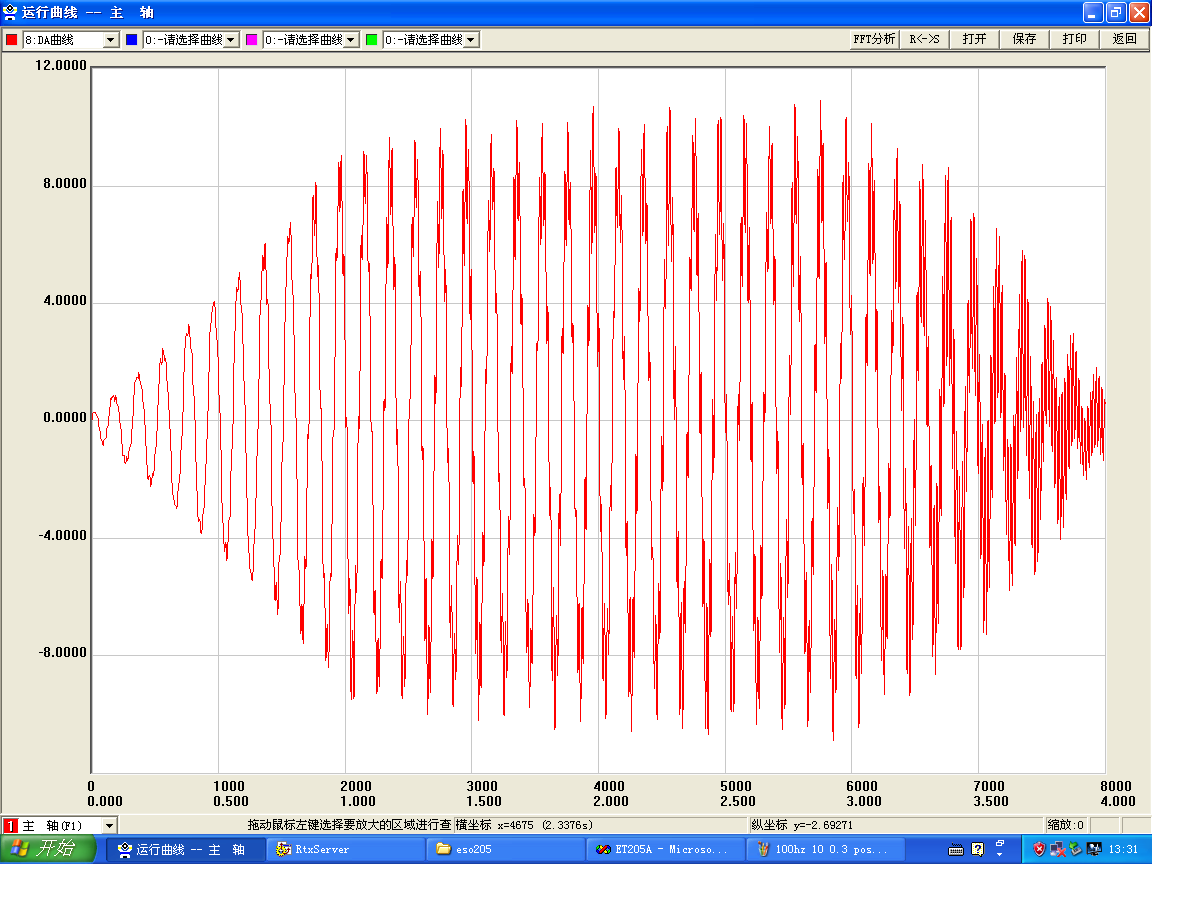 运行曲线 -- 主 轴
8:DA曲线 0:-请选择曲线 0:-请选择曲线 0:-请选择曲线 FFT分析 R<->S 打开 保存 打印 返回
12.0000
8.0000
4.0000
0.0000
-4.0000
-8.0000
0 1000 2000 3000 4000 5000 6000 7000 8000
0.000 0.500 1.000 1.500 2.000 2.500 3.000 3.500 4.000
1 主 轴(F1) 拖动鼠标左键选择要放大的区域进行查 横坐标 x=4675 (2.3376s) 纵坐标 y=-2.69271 缩放:0
开始 运行曲线 -- 主 轴 RtxServer eso205 ET205A - Microso... 100hz 10 0.3 pos... 13:31